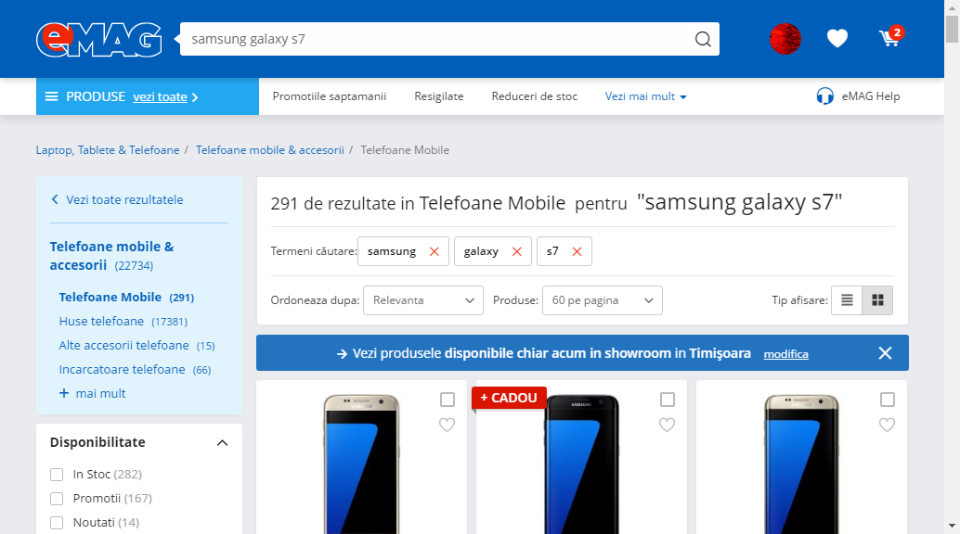 eMAG
samsung galaxy s7
2
PRODUSE vezi toate
Promotiile saptamanii
Resigilate
Reduceri de stoc
Vezi mai mult
eMAG Help
Laptop, Tablete & Telefoane / Telefoane mobile & accesorii / Telefoane Mobile
Vezi toate rezultatele
Telefoane mobile &
accesorii (22734)
Telefoane Mobile (291)
Huse telefoane (17381)
Alte accesorii telefoane (15)
Incarcatoare telefoane (66)
+ mai mult
Disponibilitate
In Stoc (282)
Promotii (167)
Noutati (14)
291 de rezultate in Telefoane Mobile pentru "samsung galaxy s7"
Termeni căutare: samsung galaxy s7
Ordoneaza dupa: Relevanta Produse: 60 pe pagina Tip afisare:
Vezi produsele disponibile chiar acum in showroom in Timişoara modifica
+ CADOU
SAMSUNG